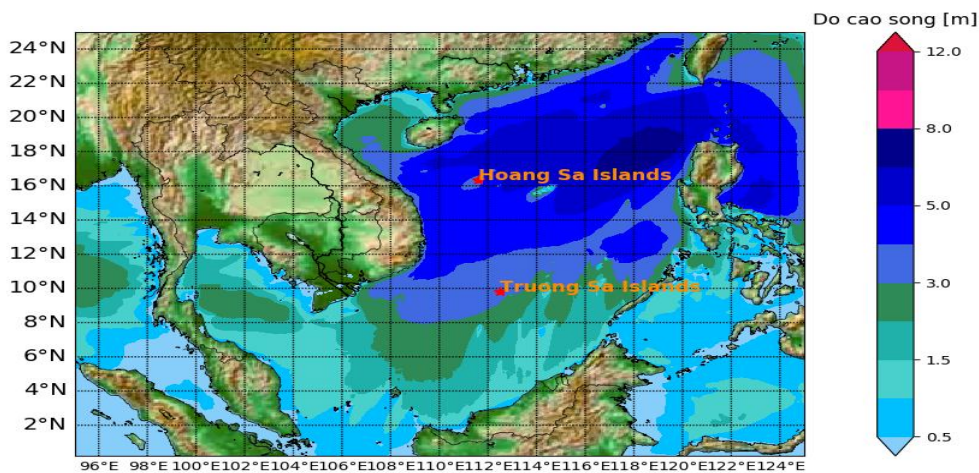 Do cao song [m]
24°N
22°N
20°N
18°N
16°N
14°N
12°N
10°N
8°N
6°N
4°N
2°N
Hoang Sa Islands
Truong Sa Islands
96°E 98°E 100°E 102°E 104°E 106°E 108°E 110°E 112°E 114°E 116°E 118°E 120°E 122°E 124°E
12.0
8.0
5.0
3.0
1.5
0.5